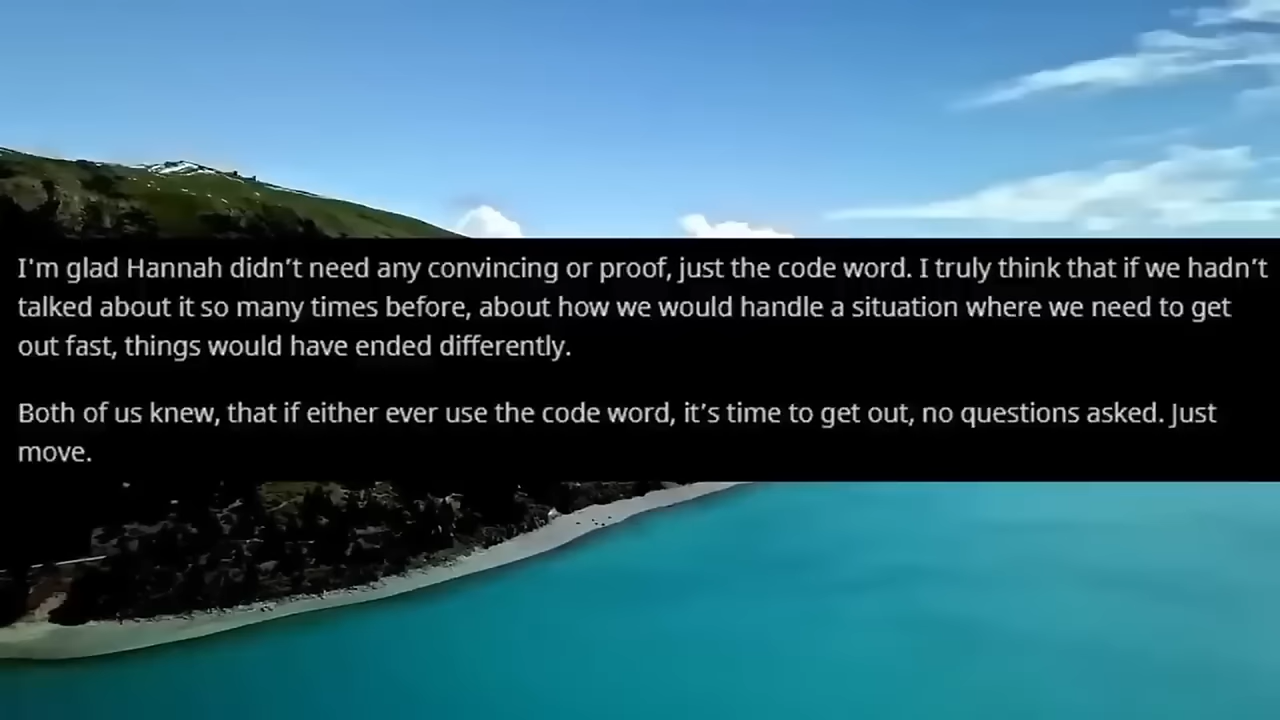 I'm glad Hannah didn’t need any convincing or proof, just the code word. I truly think that if we hadn’t
talked about it so many times before, about how we would handle a situation where we need to get
out fast, things would have ended differently.
Both of us knew, that if either ever use the code word, it’s time to get out, no questions asked. Just
move.